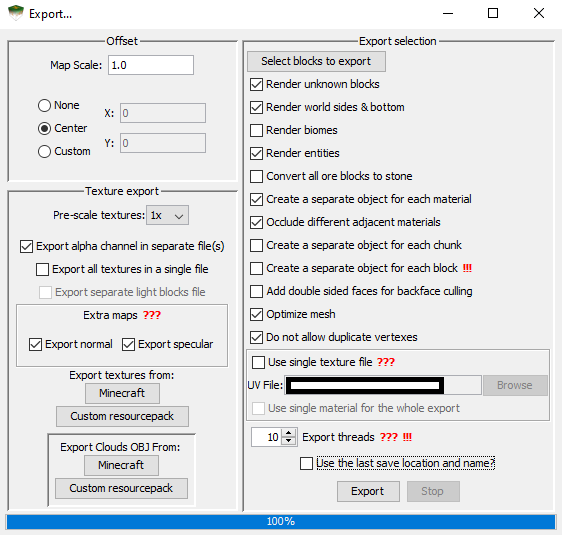 Export...
Offset
Map Scale: 1.0
None
Center
Custom
X: 0
Y: 0
Texture export
Pre-scale textures: 1x
Export alpha channel in separate file(s)
Export all textures in a single file
Export separate light blocks file
Extra maps ???
Export normal
Export specular
Export textures from:
Minecraft
Custom resourcepack
Export Clouds OBJ From:
Minecraft
Custom resourcepack
Export selection
Select blocks to export
Render unknown blocks
Render world sides & bottom
Render biomes
Render entities
Convert all ore blocks to stone
Create a separate object for each material
Occlude different adjacent materials
Create a separate object for each chunk
Create a separate object for each block !!!
Add double sided faces for backface culling
Optimize mesh
Do not allow duplicate vertexes
Use single texture file ???
UV File: Browse
Use single material for the whole export
10 Export threads ??? !!!
Use the last save location and name?
Export Stop
100%